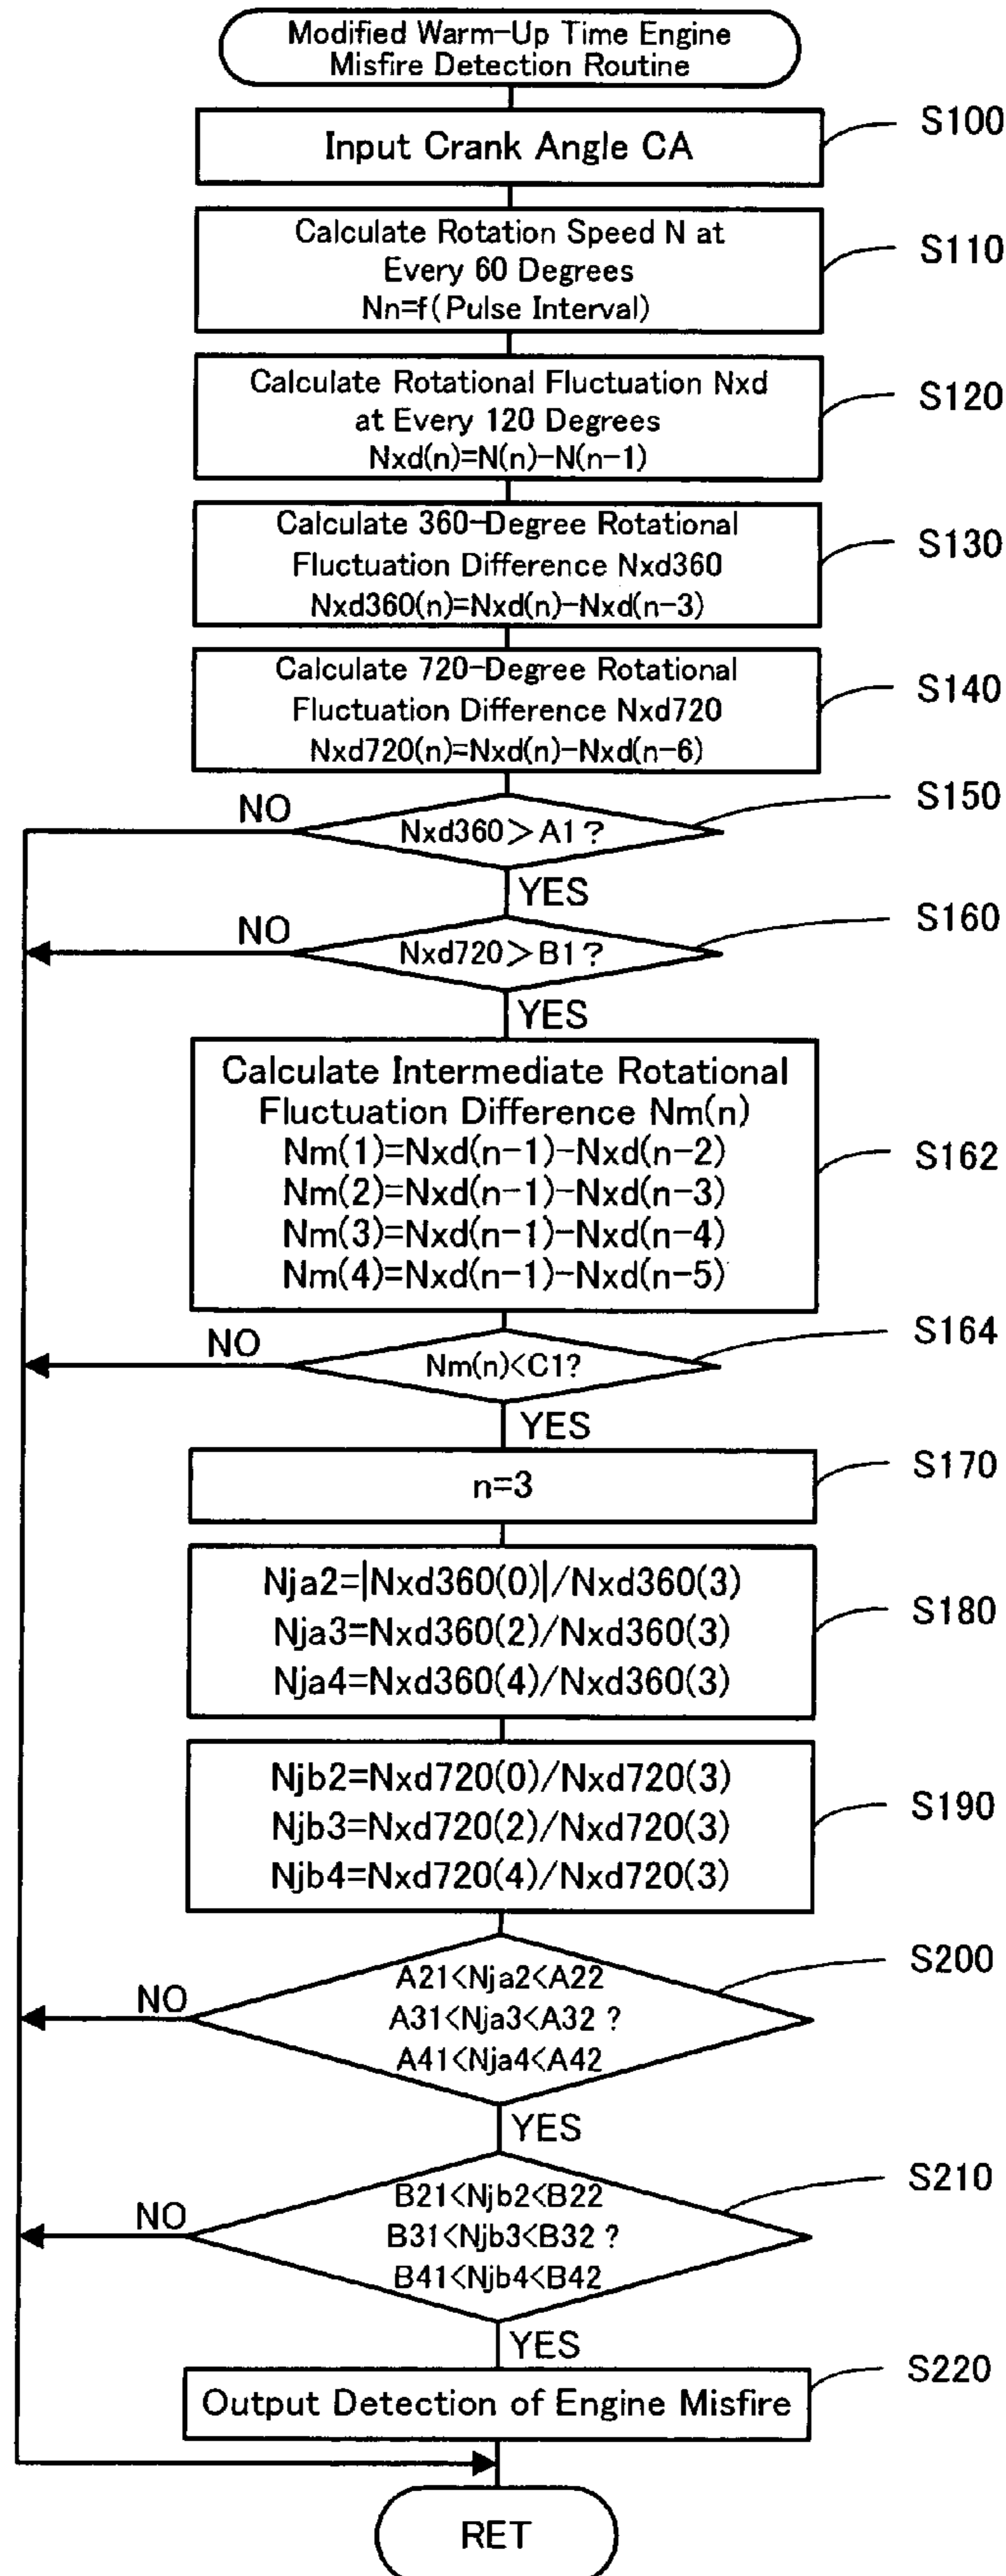 Modified Warm-Up Time Engine
Misfire Detection Routine
Input Crank Angle CA
S100
Calculate Rotation Speed N at
Every 60 Degrees
Nn=f(Pulse Interval)
S110
Calculate Rotational Fluctuation Nxd
at Every 120 Degrees
Nxd(n)=N(n)-N(n-1)
S120
Calculate 360-Degree Rotational
Fluctuation Difference Nxd360
Nxd360(n)=Nxd(n)-Nxd(n-3)
S130
Calculate 720-Degree Rotational
Fluctuation Difference Nxd720
Nxd720(n)=Nxd(n)-Nxd(n-6)
S140
NO
Nxd360>A1?
S150
YES
NO
Nxd720>B1?
S160
YES
Calculate Intermediate Rotational
Fluctuation Difference Nm(n)
Nm(1)=Nxd(n-1)-Nxd(n-2)
Nm(2)=Nxd(n-1)-Nxd(n-3)
Nm(3)=Nxd(n-1)-Nxd(n-4)
Nm(4)=Nxd(n-1)-Nxd(n-5)
S162
NO
Nm(n)<C1?
S164
YES
n=3
S170
Nja2=|Nxd360(0)|/Nxd360(3)
Nja3=Nxd360(2)/Nxd360(3)
Nja4=Nxd360(4)/Nxd360(3)
S180
Njb2=Nxd720(0)/Nxd720(3)
Njb3=Nxd720(2)/Nxd720(3)
Njb4=Nxd720(4)/Nxd720(3)
S190
NO
A21<Nja2<A22
A31<Nja3<A32 ?
A41<Nja4<A42
S200
YES
NO
B21<Njb2<B22
B31<Njb3<B32 ?
B41<Njb4<B42
S210
YES
Output Detection of Engine Misfire
S220
RET